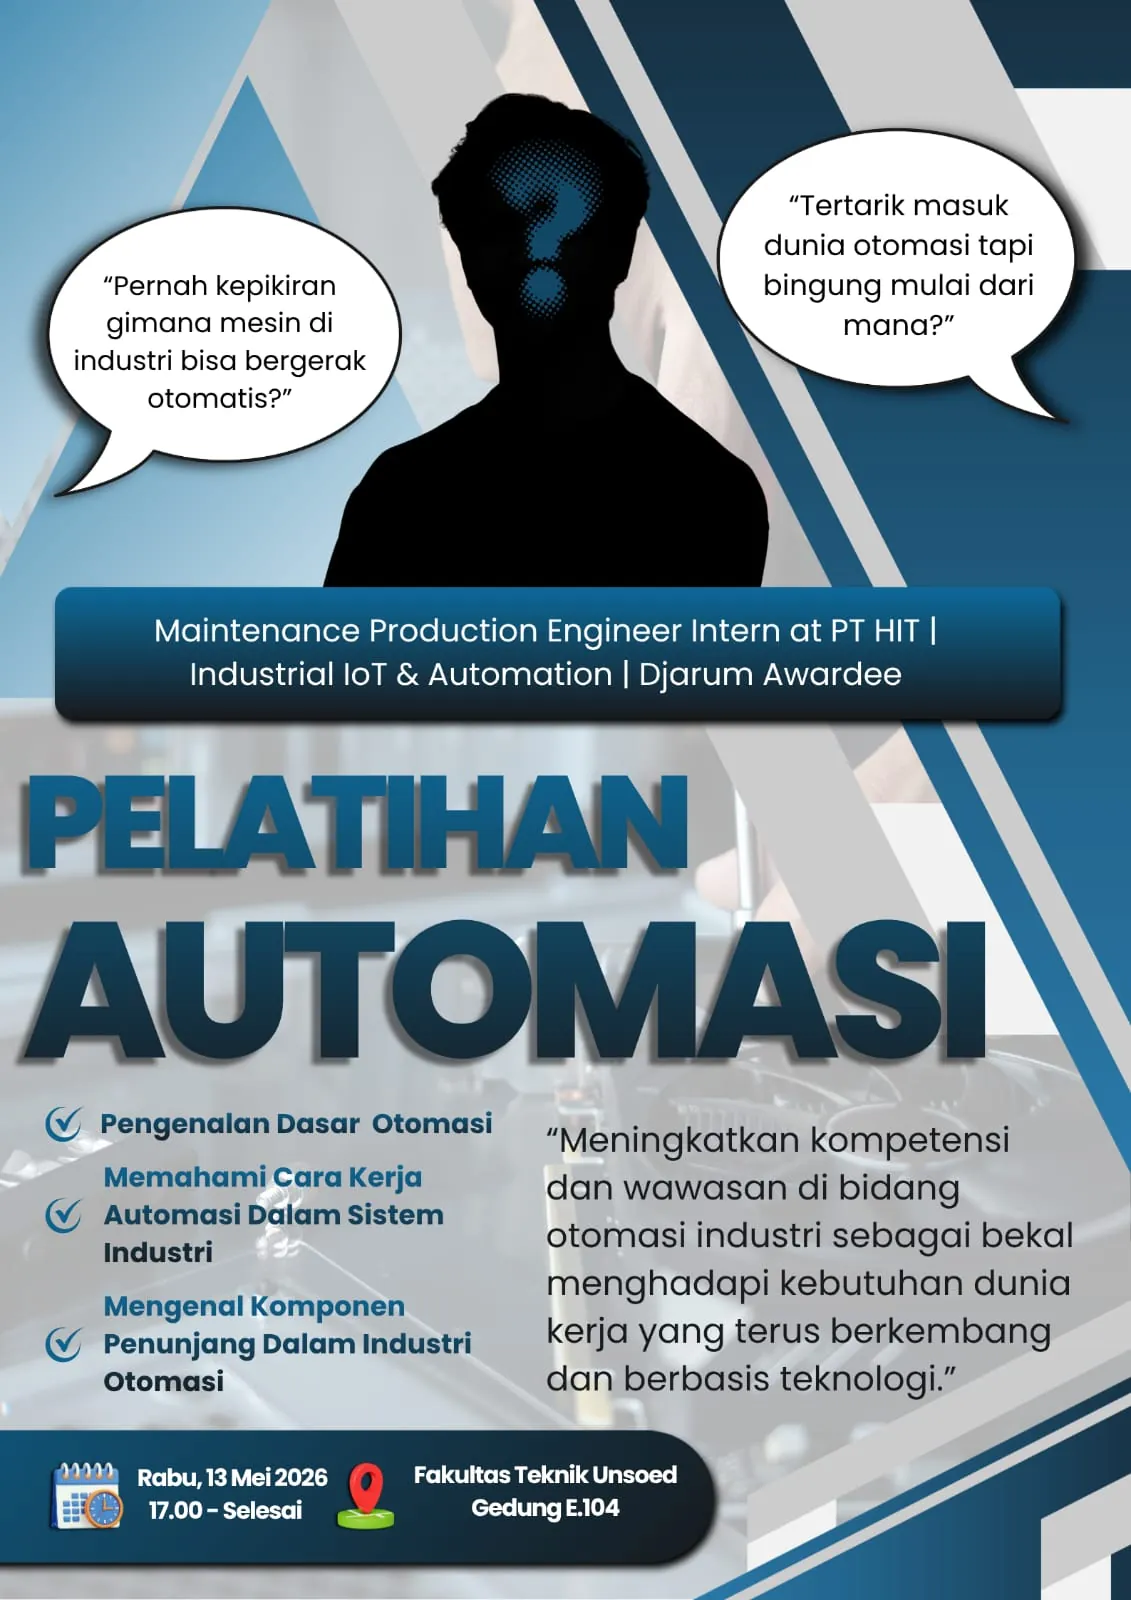 “Pernah kepikiran
gimana mesin di
industri bisa bergerak
otomatis?”
“Tertarik masuk
dunia otomasi tapi
bingung mulai dari
mana?”
?
Maintenance Production Engineer Intern at PT HIT |
Industrial IoT & Automation | Djarum Awardee
PELATIHAN
AUTOMASI
Pengenalan Dasar Otomasi
Memahami Cara Kerja
Automasi Dalam Sistem
Industri
Mengenal Komponen
Penunjang Dalam Industri
Otomasi
“Meningkatkan kompetensi
dan wawasan di bidang
otomasi industri sebagai bekal
menghadapi kebutuhan dunia
kerja yang terus berkembang
dan berbasis teknologi.”
Rabu, 13 Mei 2026
17.00 - Selesai
Fakultas Teknik Unsoed
Gedung E.104